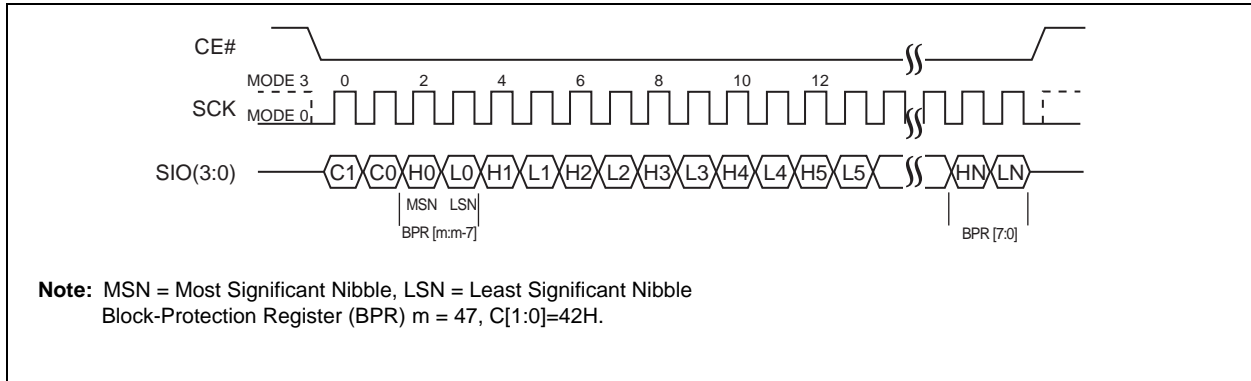 CE#
MODE 3 0 2 4 6 8 10 12
SCK MODE 0
SIO(3:0) C1 C0 H0 L0 H1 L1 H2 L2 H3 L3 H4 L4 H5 L5 HN LN
MSN LSN
BPR [m:m-7] BPR [7:0]
Note: MSN = Most Significant Nibble, LSN = Least Significant Nibble
Block-Protection Register (BPR) m = 47, C[1:0]=42H.